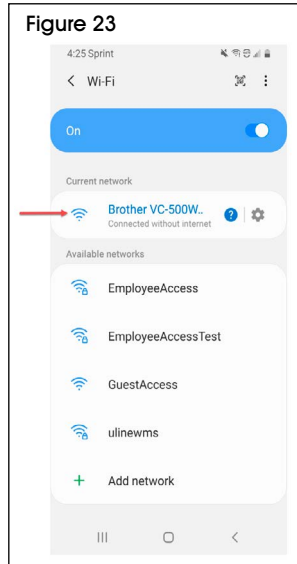 Figure 23
4:25 Sprint
Wi-Fi
On
Current network
Brother VC-500W..
Connected without internet
Available networks
EmployeeAccess
EmployeeAccessTest
GuestAccess
ulinewms
Add network